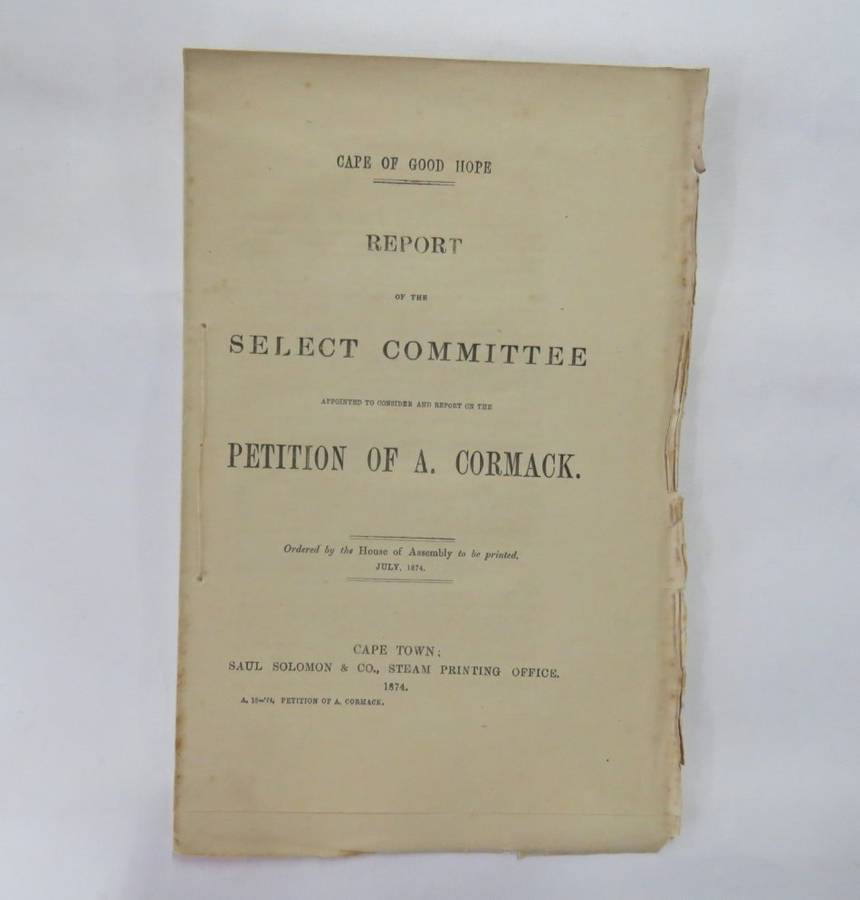 CAPE OF GOOD HOPE
REPORT
OF THE
SELECT COMMITTEE
APPOINTED TO CONSIDER AND REPORT ON THE
PETITION OF A. CORMACK.
Ordered by the House of Assembly to be printed,
JULY, 1874.
CAPE TOWN:
SAUL SOLOMON & CO., STEAM PRINTING OFFICE.
1874.
PETITION OF A. CORMACK.